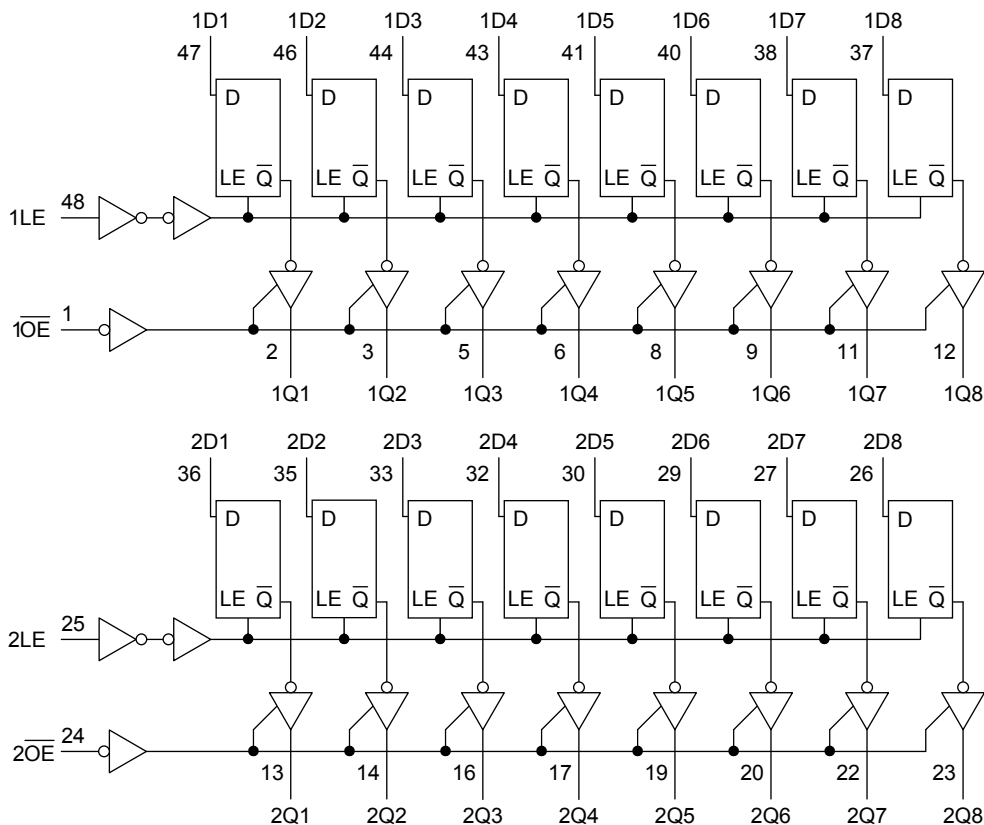 1D1 1D2 1D3 1D4 1D5 1D6 1D7 1D8
47 46 44 43 41 40 38 37
D D D D D D D D
LE Q̅ LE Q̅ LE Q̅ LE Q̅ LE Q̅ LE Q̅ LE Q̅ LE Q̅
1LE 48
1O̅E̅ 1
2 3 5 6 8 9 11 12
1Q1 1Q2 1Q3 1Q4 1Q5 1Q6 1Q7 1Q8
2D1 2D2 2D3 2D4 2D5 2D6 2D7 2D8
36 35 33 32 30 29 27 26
D D D D D D D D
LE Q̅ LE Q̅ LE Q̅ LE Q̅ LE Q̅ LE Q̅ LE Q̅ LE Q̅
2LE 25
2O̅E̅ 24
13 14 16 17 19 20 22 23
2Q1 2Q2 2Q3 2Q4 2Q5 2Q6 2Q7 2Q8